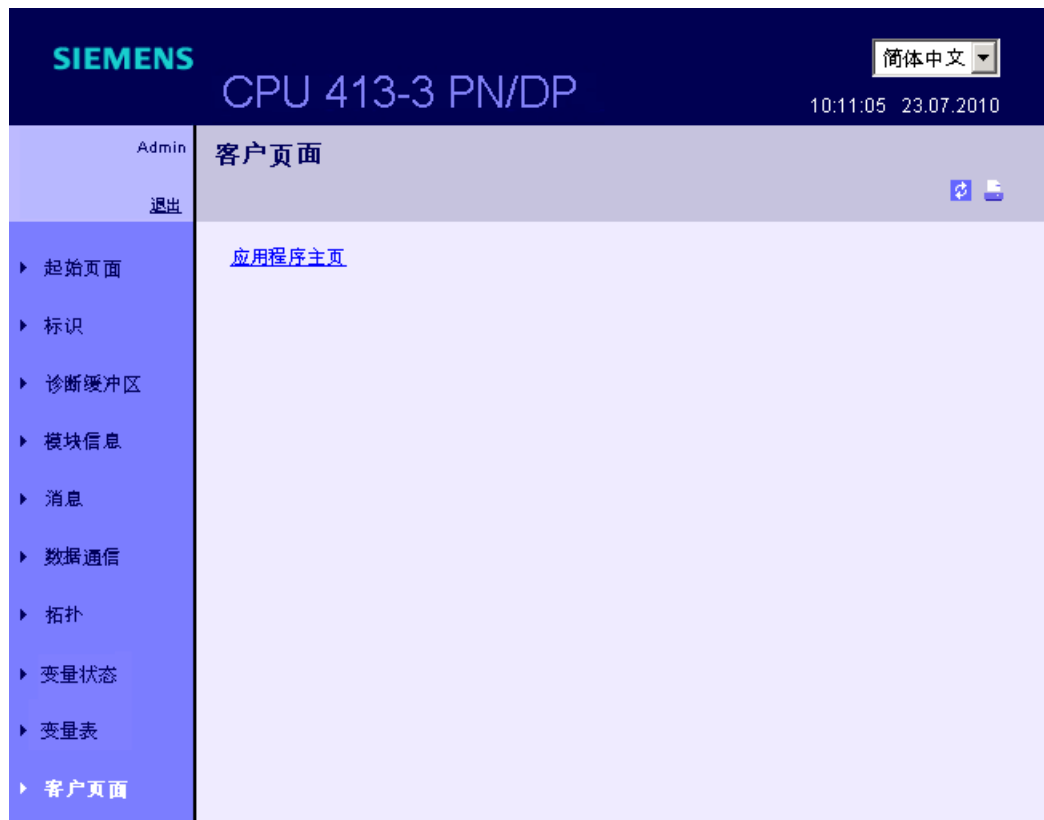 SIEMENS
CPU 413-3 PN/DP
简体中文
10:11:05 23.07.2010
Admin
退出
客户页面
应用程序主页
起始页面
标识
诊断缓冲区
模块信息
消息
数据通信
拓扑
变量状态
变量表
客户页面